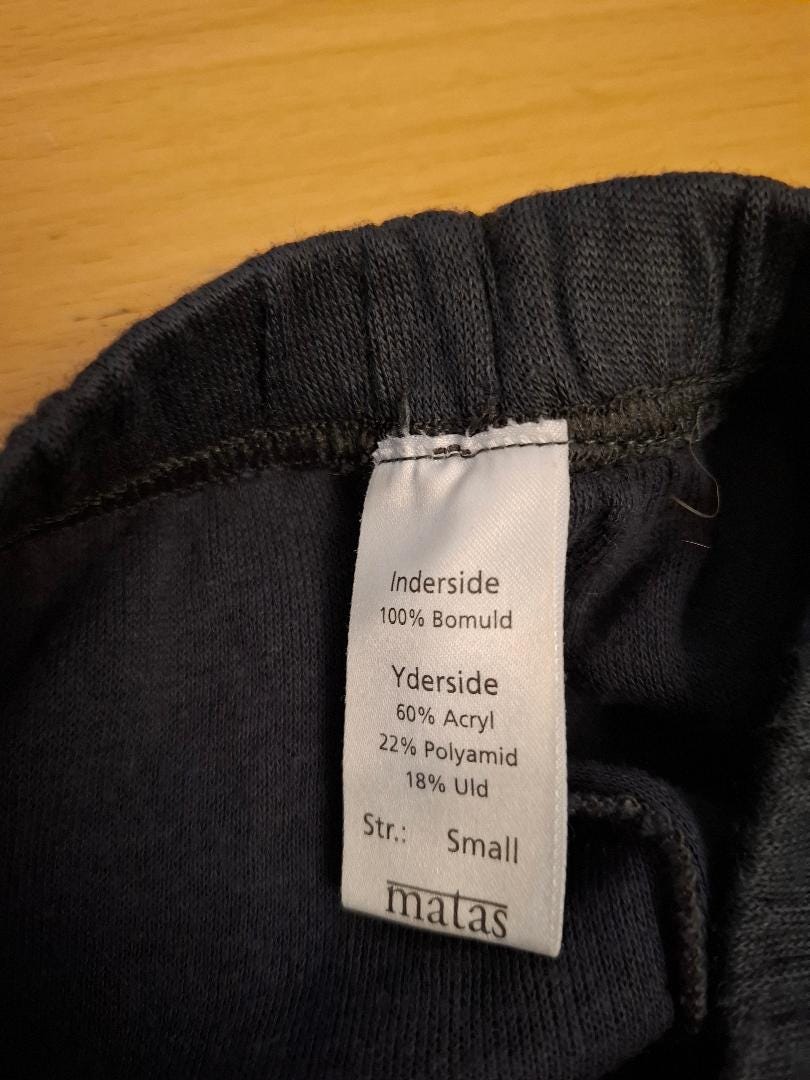 Inderside
100% Bomuld
Yderside
60% Acryl
22% Polyamid
18% Uld
Str.: Small
matas